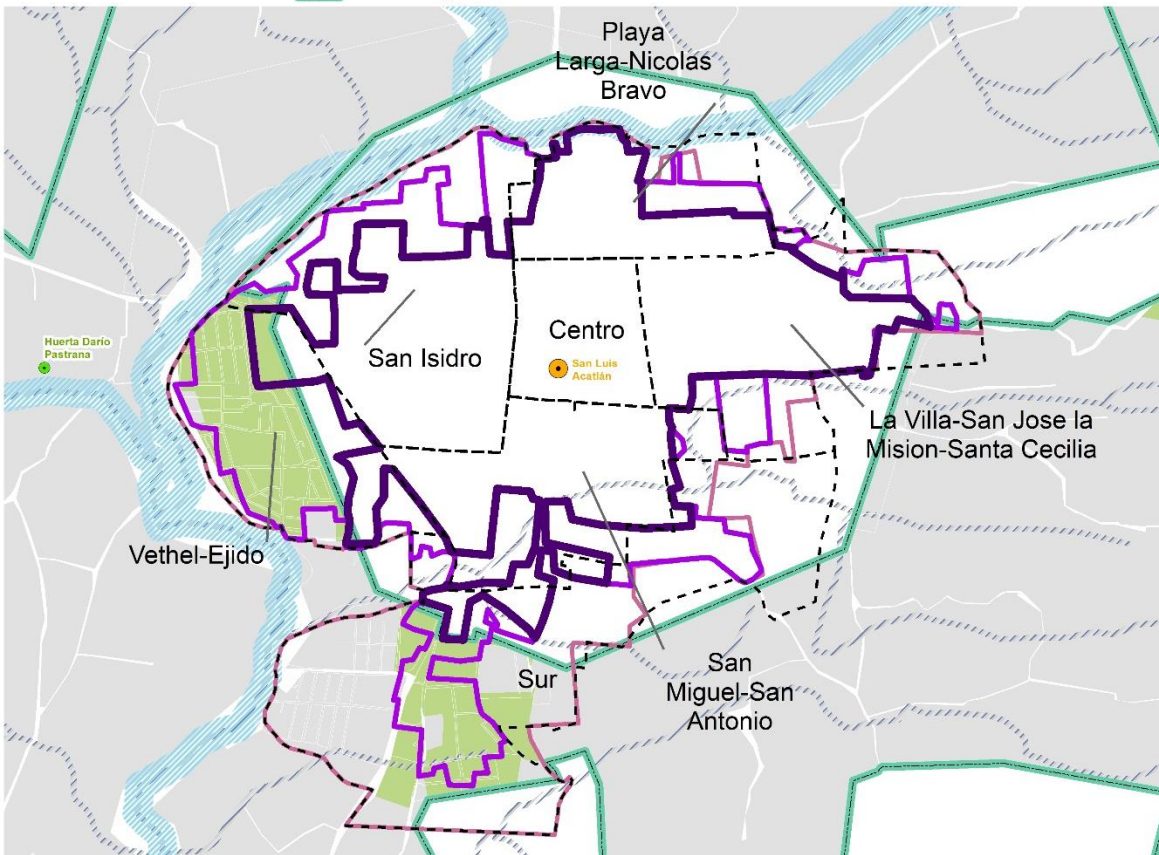 Playa
Larga-Nicolas
Bravo
Huerta Darío
Pastrana
San Isidro
Centro
San Luis
Acatlán
La Villa-San Jose la
Mision-Santa Cecilia
Vethel-Ejido
Sur
San
Miguel-San
Antonio